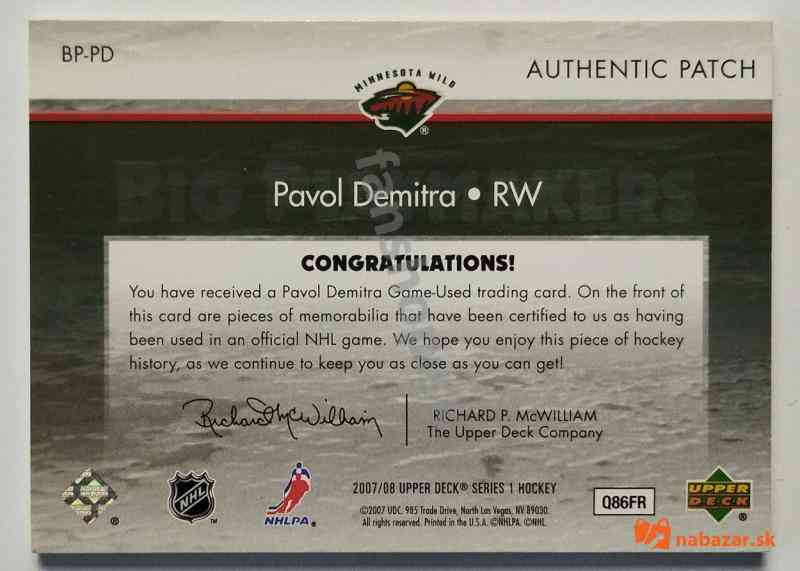 BP-PD
AUTHENTIC PATCH
MINNESOTA WILD
®
BIG PLAYMAKERS
Pavol Demitra • RW
CONGRATULATIONS!
You have received a Pavol Demitra Game-Used trading card. On the front of
this card are pieces of memorabilia that have been certified to us as having
been used in an official NHL game. We hope you enjoy this piece of hockey
history, as we continue to keep you as close as you can get!
Richard McWilliam
RICHARD P. McWILLIAM
The Upper Deck Company
®
NHL
™
NHLPA.
2007/08 UPPER DECK® SERIES 1 HOCKEY
©2007 UDC. 985 Trade Drive, North Las Vegas, NV 89030.
All rights reserved. Printed in the U.S.A. ©NHLPA. ©NHL.
Q86FR
UPPER
DECK
®
nabazar.sk